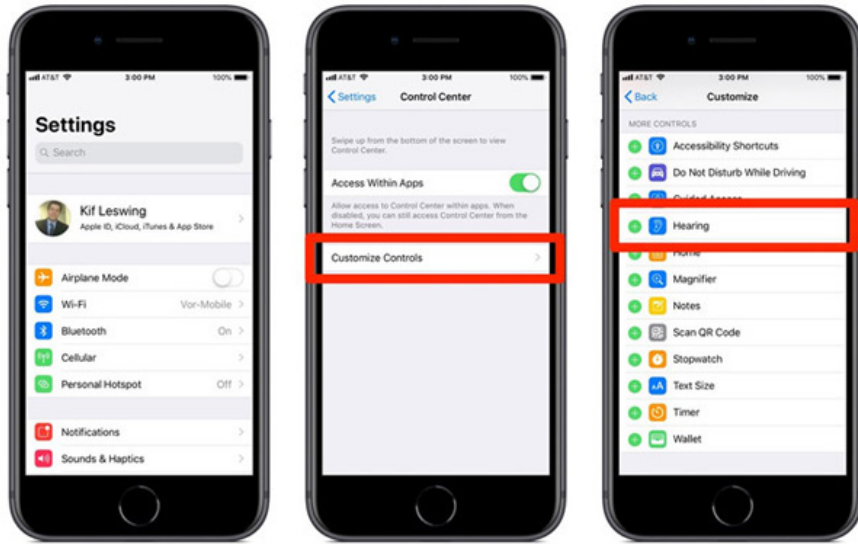 AT&T 3:00 PM 100%
Settings
Search
Kif Leswing
Apple ID, iCloud, iTunes & App Store
Airplane Mode
Wi-Fi Vor-Mobile
Bluetooth On
Cellular
Personal Hotspot Off
Notifications
Sounds & Haptics
AT&T 3:00 PM 100%
Settings Control Center
Swipe up from the bottom of the screen to view
Control Center.
Access Within Apps
Allow access to Control Center within apps. When
disabled, you can still access Control Center from the
Home Screen.
Customize Controls
AT&T 3:00 PM 100%
Back Customize
MORE CONTROLS
Accessibility Shortcuts
Do Not Disturb While Driving
Guided Access
Hearing
Home
Magnifier
Notes
Scan QR Code
Stopwatch
AA Text Size
Timer
Wallet